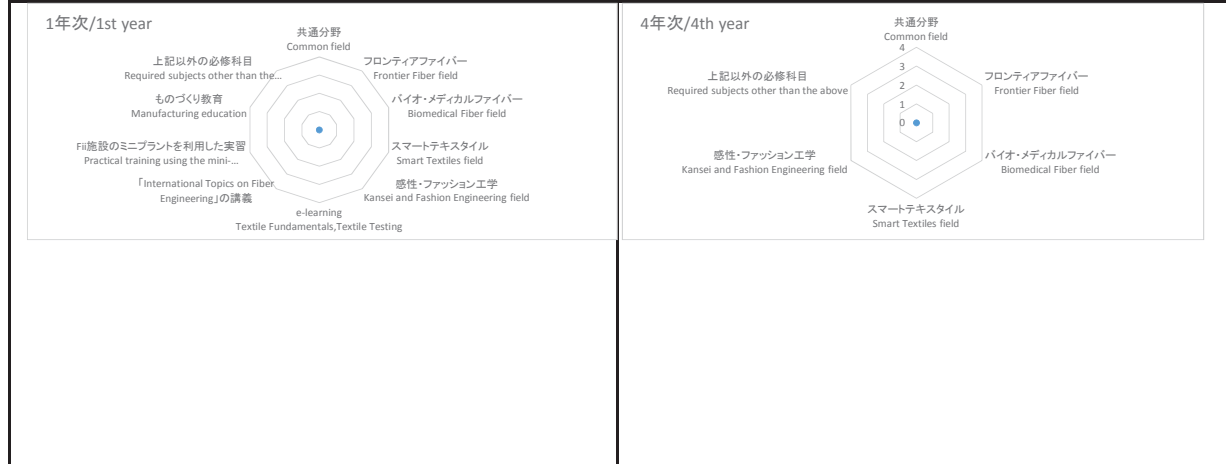 1年次/1st year
共通分野
Common field
フロンティアファイバー
Frontier Fiber field
バイオ・メディカルファイバー
Biomedical Fiber field
スマートテキスタイル
Smart Textiles field
感性・ファッション工学
Kansei and Fashion Engineering field
e-learning
Textile Fundamentals,Textile Testing
「International Topics on Fiber
Engineering」の講義
Fii施設のミニプラントを利用した実習
Practical training using the mini-...
ものづくり教育
Manufacturing education
上記以外の必修科目
Required subjects other than the...
4年次/4th year
共通分野
Common field
4
3
2
1
0
フロンティアファイバー
Frontier Fiber field
バイオ・メディカルファイバー
Biomedical Fiber field
スマートテキスタイル
Smart Textiles field
感性・ファッション工学
Kansei and Fashion Engineering field
上記以外の必修科目
Required subjects other than the above